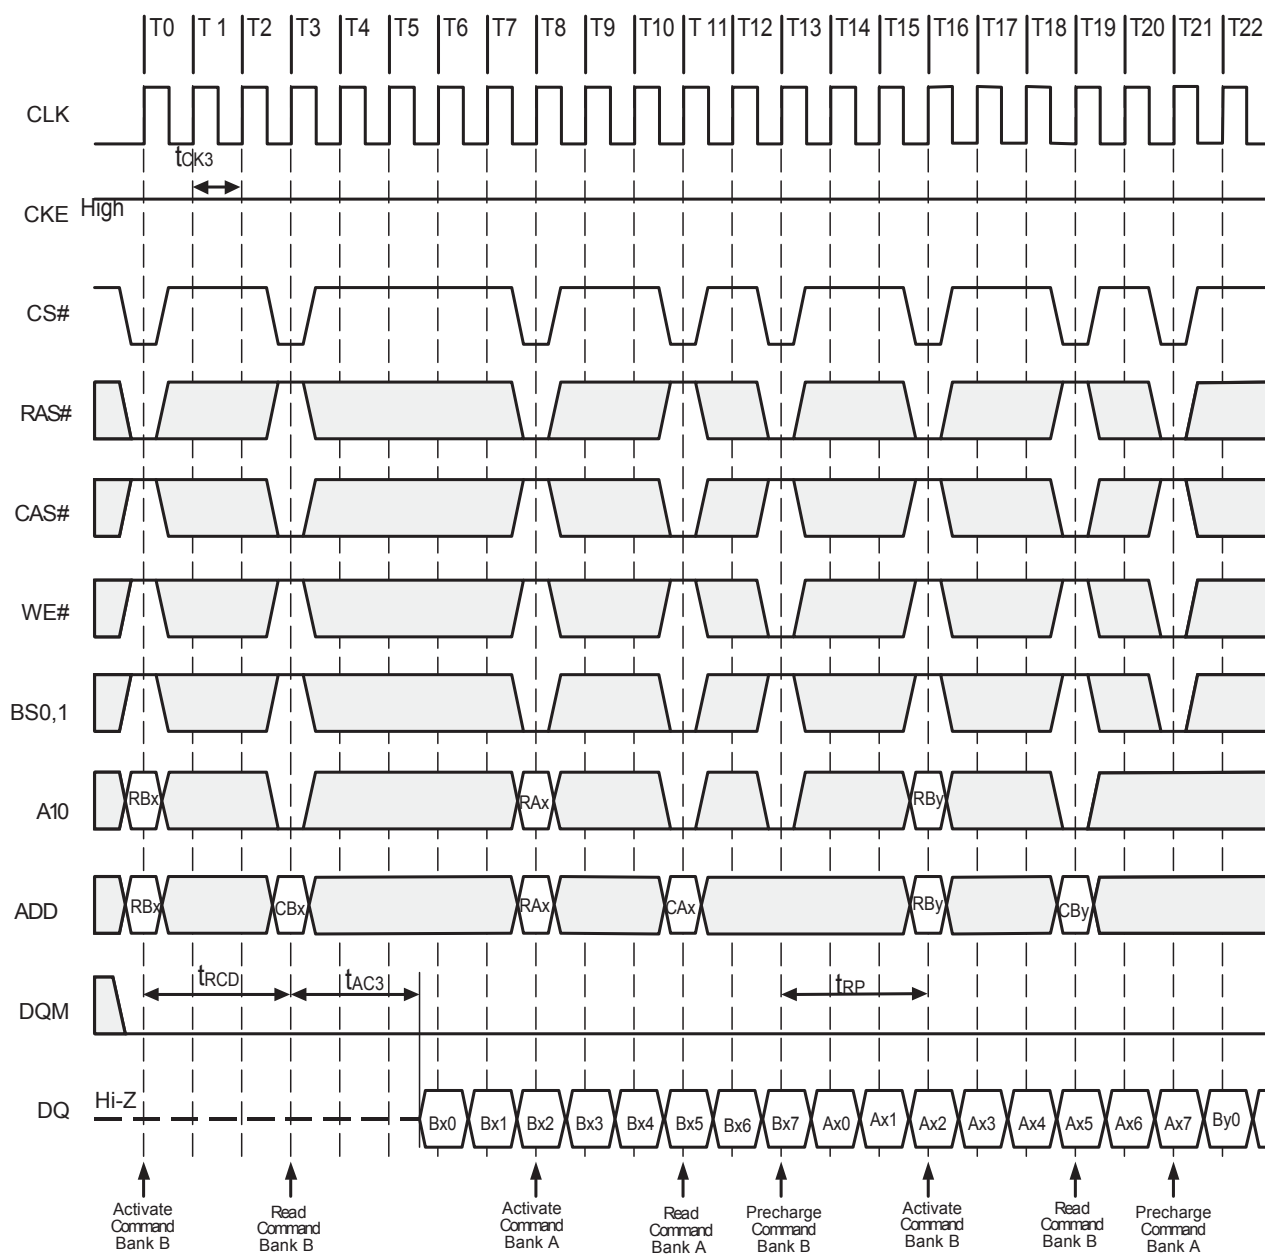 T0 T 1 T2 T3 T4 T5 T6 T7 T8 T9 T10 T 11 T12 T13 T14 T15 T16 T17 T18 T19 T20 T21 T22
CLK
tCK3
CKE High
CS#
RAS#
CAS#
WE#
BS0,1
A10 RBx RAx RBy
ADD RBx CBx RAx CAx RBy CBy
tRCD tAC3 tRP
DQM
Hi-Z
DQ Bx0 Bx1 Bx2 Bx3 Bx4 Bx5 Bx6 Bx7 Ax0 Ax1 Ax2 Ax3 Ax4 Ax5 Ax6 Ax7 By0
Activate Read Activate Read Precharge Activate Read Precharge
Command Command Command Command Command Command Command Command
Bank B Bank B Bank A Bank A Bank B Bank B Bank B Bank A